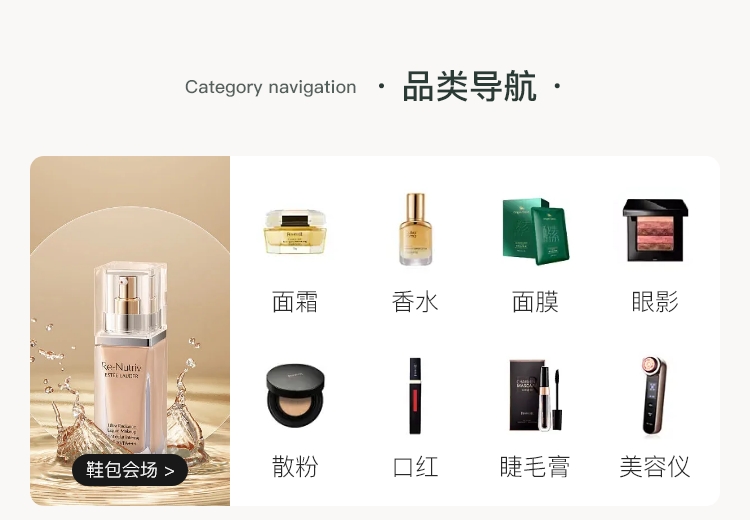 Category navigation · 品类导航 ·
Re-Nutriv
ESTEE LAUDER
鞋包会场 >
面霜 香水 面膜 眼影
散粉 口红 睫毛膏 美容仪